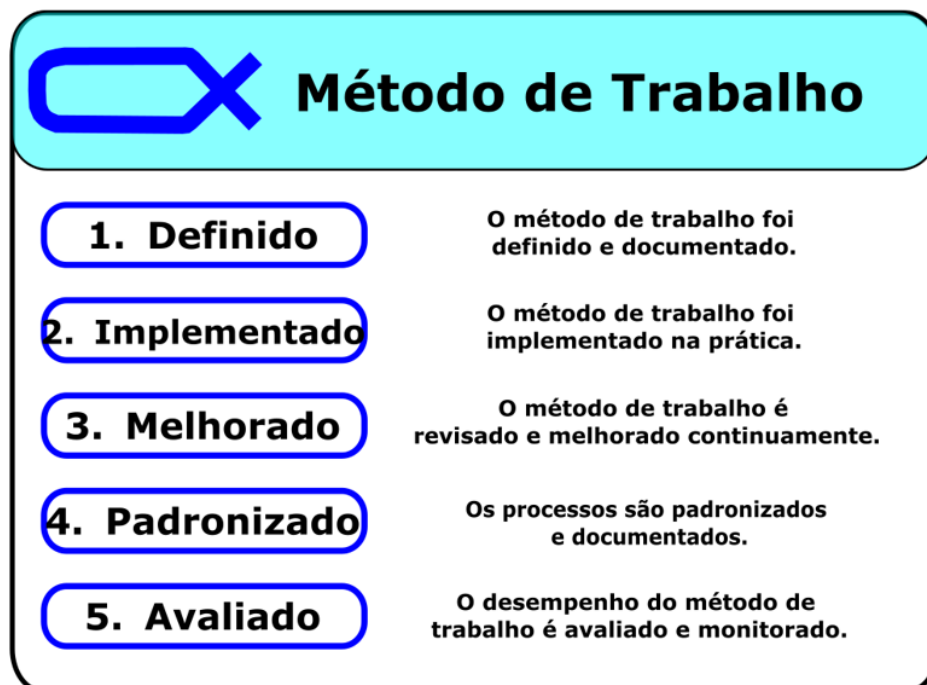 Método de Trabalho
1. Definido
O método de trabalho foi
definido e documentado.
2. Implementado
O método de trabalho foi
implementado na prática.
3. Melhorado
O método de trabalho é
revisado e melhorado continuamente.
4. Padronizado
Os processos são padronizados
e documentados.
5. Avaliado
O desempenho do método de
trabalho é avaliado e monitorado.